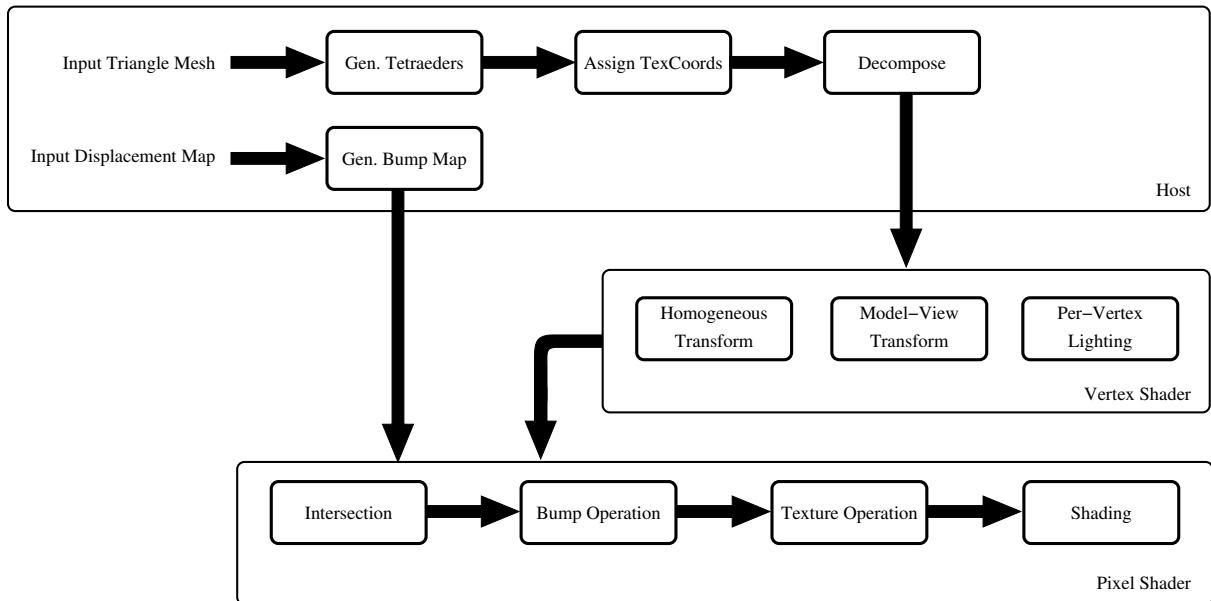 Input Triangle Mesh
Gen. Tetraeders
Assign TexCoords
Decompose
Input Displacement Map
Gen. Bump Map
Host
Homogeneous
Transform
Model−View
Transform
Per−Vertex
Lighting
Vertex Shader
Intersection
Bump Operation
Texture Operation
Shading
Pixel Shader